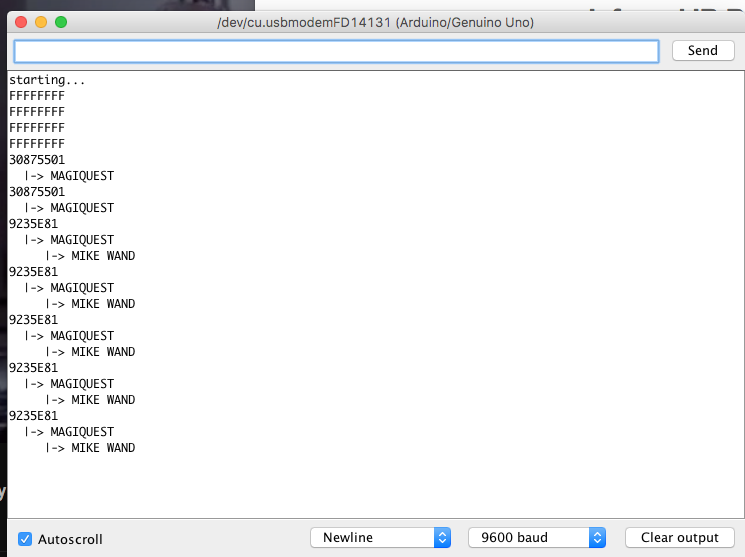 /dev/cu.usbmodemFD14131 (Arduino/Genuino Uno)
Send
starting...
FFFFFFFF
FFFFFFFF
FFFFFFFF
FFFFFFFF
30875501
|-> MAGIQUEST
30875501
|-> MAGIQUEST
9235E81
|-> MAGIQUEST
|-> MIKE WAND
9235E81
|-> MAGIQUEST
|-> MIKE WAND
9235E81
|-> MAGIQUEST
|-> MIKE WAND
9235E81
|-> MAGIQUEST
|-> MIKE WAND
9235E81
|-> MAGIQUEST
|-> MIKE WAND
Autoscroll
Newline
9600 baud
Clear output